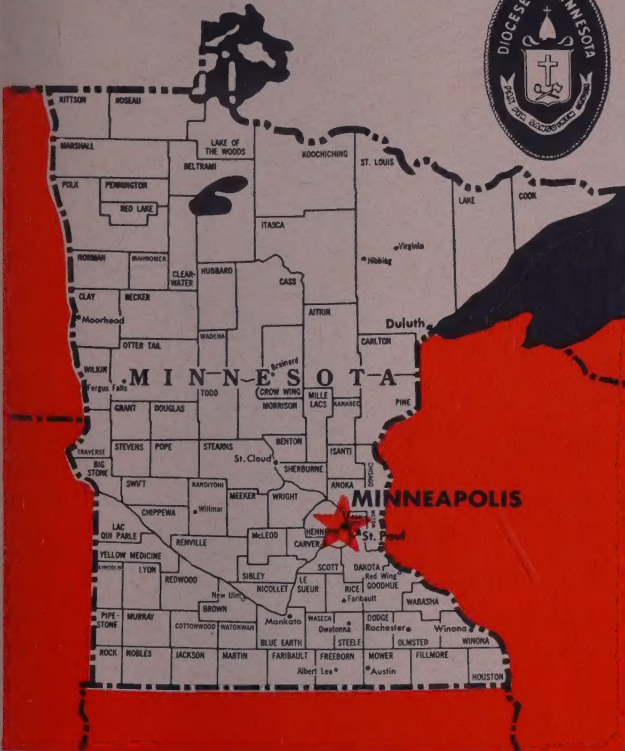 DIOCESE
MINNESOTA
KITTSON
ROSEAU
LAKE OF
THE WOODS
KOOCHICHING
ST. LOUIS
MARSHALL
BELTRAMI
LAKE
COOK
POLK
PENNINGTON
RED LAKE
ITASCA
Virginia
Hibbing
NORMAN
MAHNOMEN
CLEAR-
WATER
HUBBARD
CASS
CLAY
BECKER
AITKIN
Moorhead
Duluth
WADENA
CARLTON
OTTER TAIL
WILKIN
Brainerd
MINNESOTA
Fergus Falls
TODD
CROW WING
MILLE
LACS
KANABEC
PINE
GRANT
DOUGLAS
MORRISON
BENTON
TRAVERSE
STEVENS
POPE
STEARNS
ISANTI
BIG
STONE
St. Cloud
SHERBURNE
CHISAGO
SWIFT
KANDIYOHI
ANOKA
MEEKER
WRIGHT
MINNEAPOLIS
CHIPPEWA
Willmar
HENN
St. Paul
LAC
QUI PARLE
McLEOD
CARVER
RENVILLE
YELLOW MEDICINE
SCOTT
DAKOTA
LINCOLN
LYON
SIBLEY
Red Wing
REDWOOD
LE
SUEUR
RICE
GOODHUE
NICOLLET
New Ulm
Faribault
WABASHA
BROWN
PIPE-
STONE
MURRAY
Mankato
WASECA
DODGE
COTTONWOOD
WATONWAN
Owatonna
Rochester
Winona
BLUE EARTH
STEELE
OLMSTED
WINONA
ROCK
NOBLES
JACKSON
MARTIN
FARIBAULT
FREEBORN
MOWER
FILLMORE
Albert Lea
Austin
HOUSTON